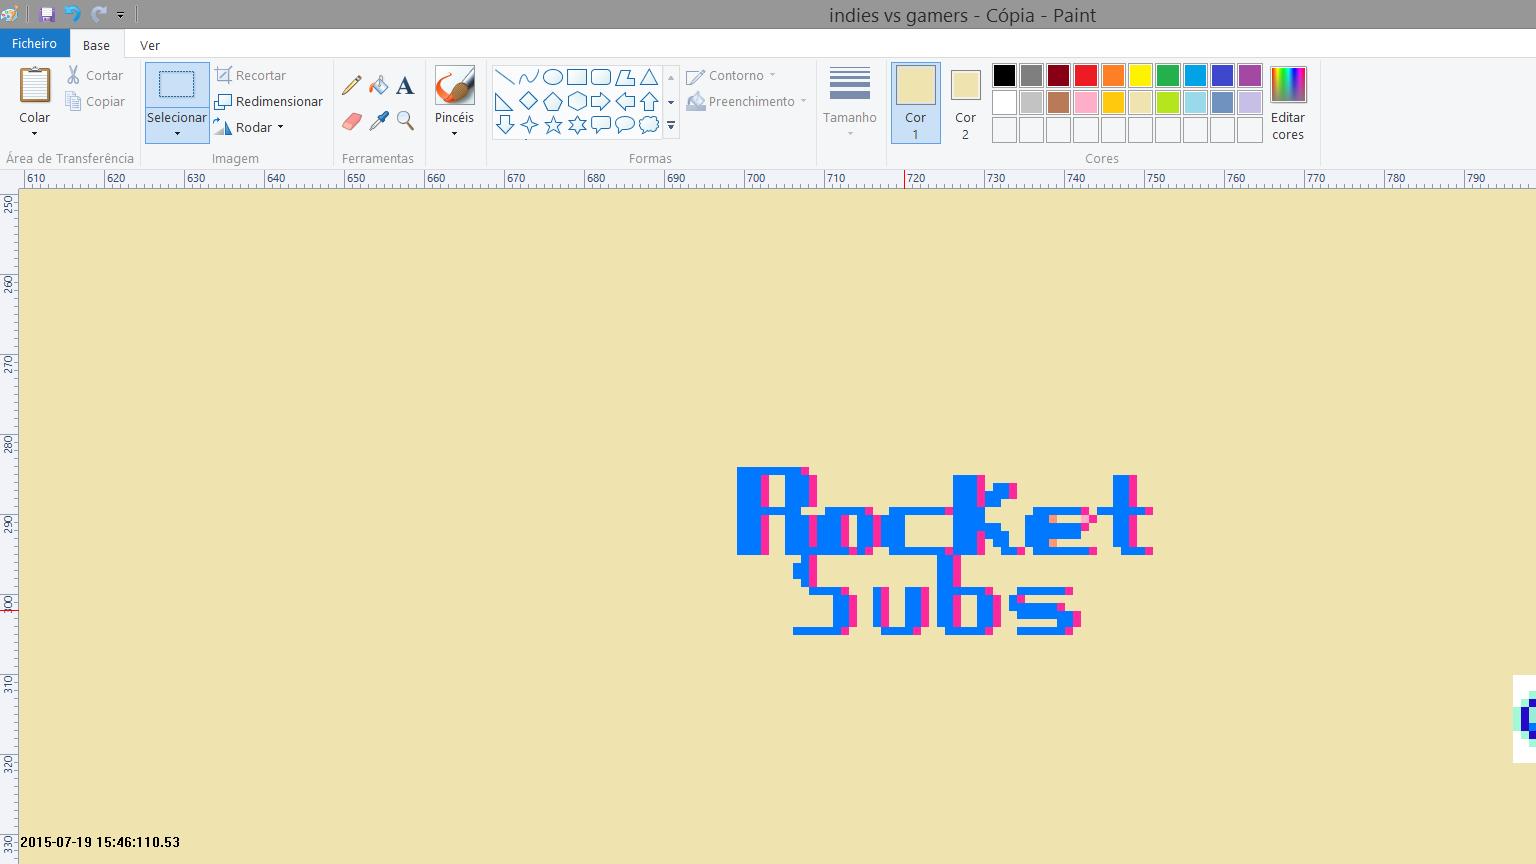 indies vs gamers - Cópia - Paint
Ficheiro Base Ver
Colar
Cortar
Copiar
Área de Transferência
Selecionar
Recortar
Redimensionar
Rodar
Imagem
A
Ferramentas
Pincéis
Contorno
Preenchimento
Formas
Tamanho
Cor
1
Cor
2
Editar
cores
Cores
610 620 630 640 650 660 670 680 690 700 710 720 730 740 750 760 770 780 790
250
260
270
280
290
300
310
320
330
Rocket
Subs
2015-07-19 15:46:110.53